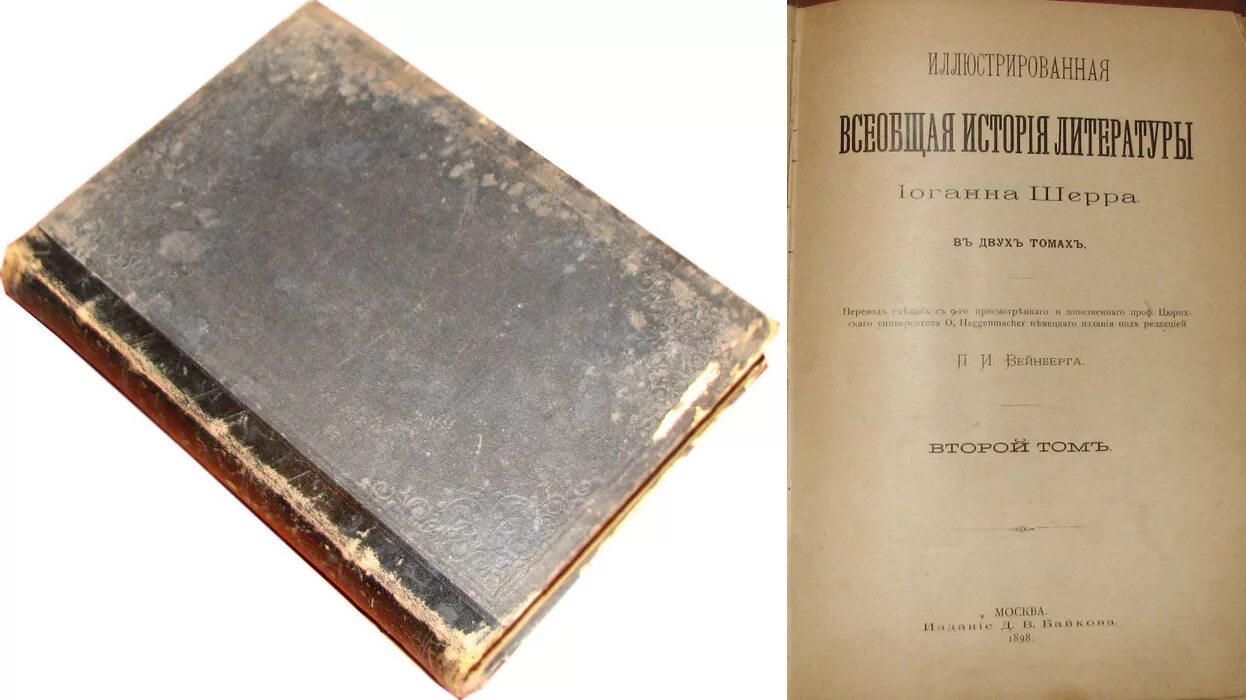 ИЛЛЮСТРИРОВАННАЯ
ВСЕОБЩАЯ ИСТОРІЯ ЛИТЕРАТУРЫ
Іоганна Шерра.
ВЪ ДВУХЪ ТОМАХЪ.
Переводъ сдѣланъ съ 9-го просмотрѣннаго и дополненнаго проф. Цюрих-
скаго университета O. Haggenmacher нѣмецкаго изданія подъ редакціей
П. И. Вейнберга.
ВТОРОЙ ТОМЪ.
МОСКВА.
Изданіе Д. В. Байкова.
1898.